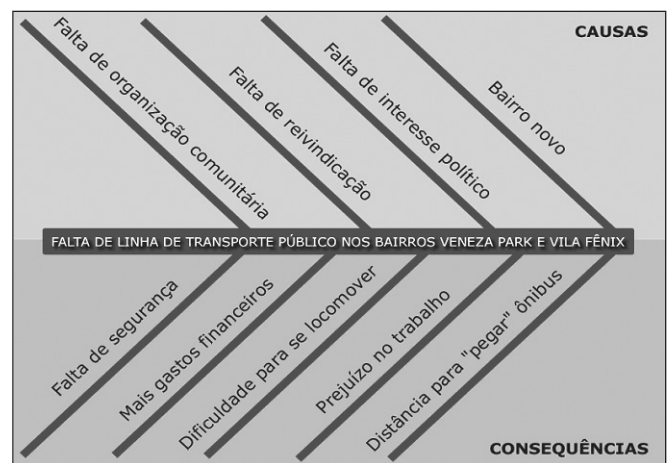 CAUSAS
Falta de organização comunitária
Falta de reivindicação
Falta de interesse político
Bairro novo
FALTA DE LINHA DE TRANSPORTE PÚBLICO NOS BAIRROS VENEZA PARK E VILA FÊNIX
Falta de segurança
Mais gastos financeiros
Dificuldade para se locomover
Prejuízo no trabalho
Distância para "pegar" ônibus
CONSEQUÊNCIAS